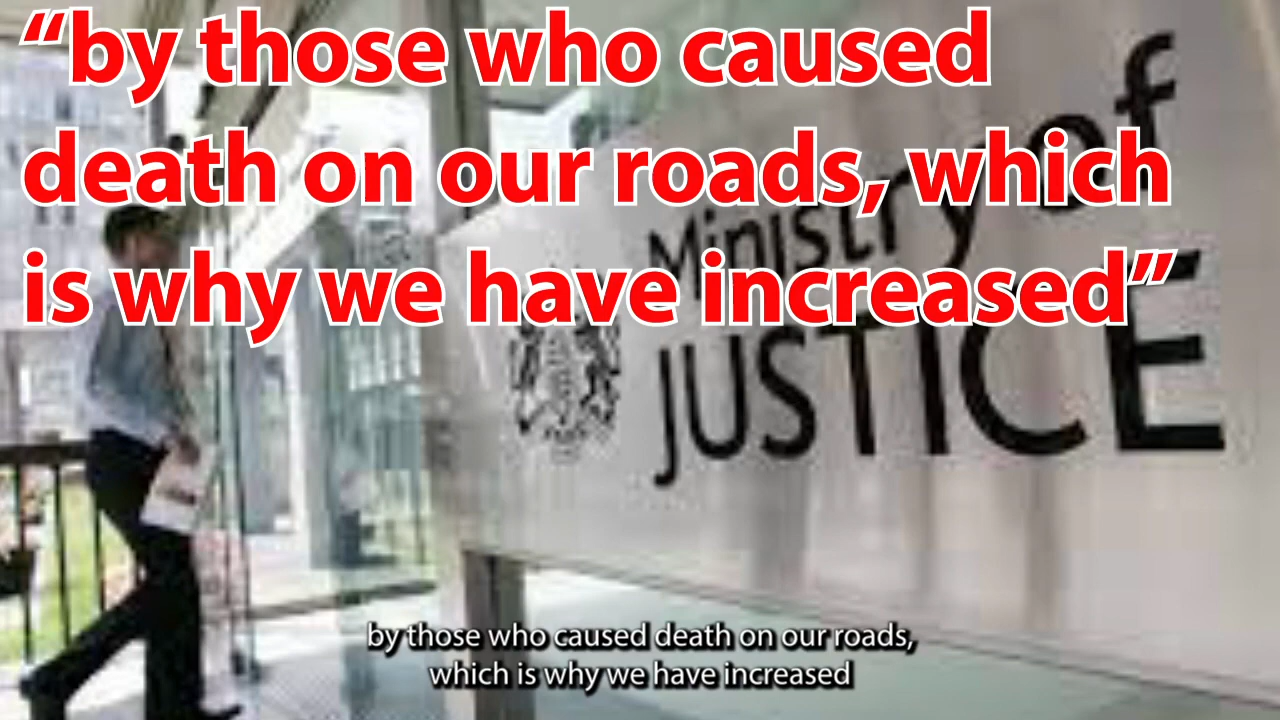 “by those who caused
death on our roads, which
is why we have increased”
Ministry of
JUSTICE
by those who caused death on our roads,
which is why we have increased